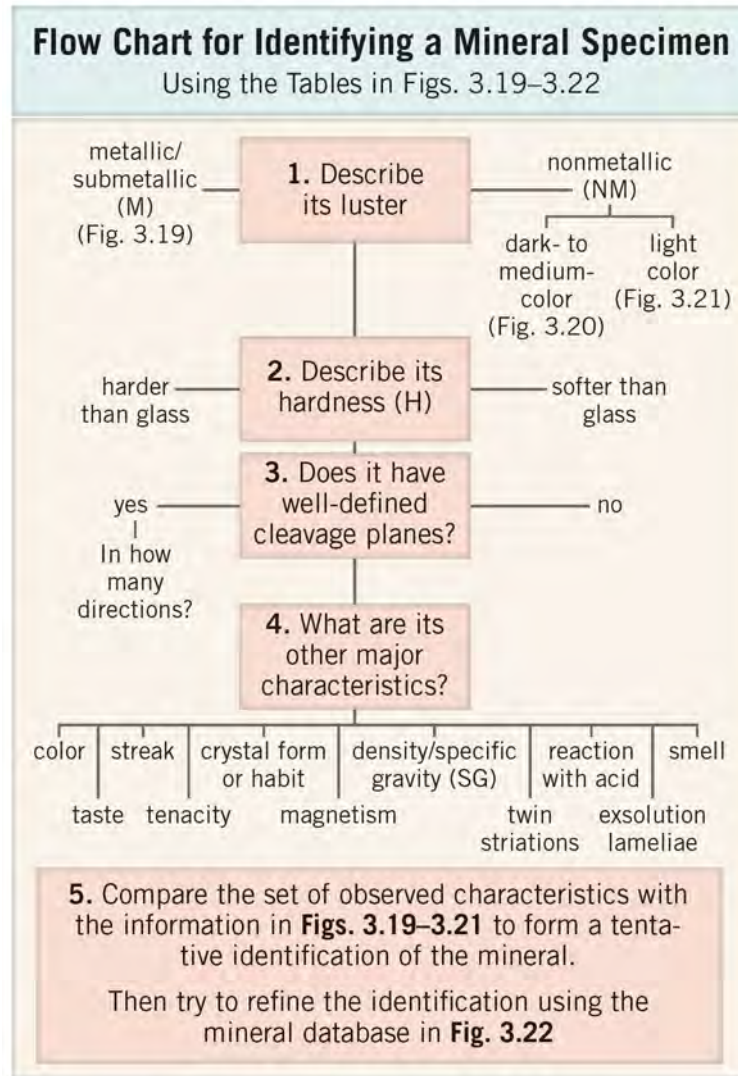 Flow Chart for Identifying a Mineral Specimen
Using the Tables in Figs. 3.19–3.22
metallic/
submetallic
(M)
(Fig. 3.19)
1. Describe
its luster
nonmetallic
(NM)
dark- to
medium-
color
(Fig. 3.20)
light
color
(Fig. 3.21)
harder
than glass
2. Describe its
hardness (H)
softer than
glass
yes
In how
many
directions?
3. Does it have
well-defined
cleavage planes?
no
4. What are its
other major
characteristics?
color
streak
crystal form
or habit
density/specific
gravity (SG)
reaction
with acid
smell
taste
tenacity
magnetism
twin
striations
exsolution
lameliae
5. Compare the set of observed characteristics with
the information in Figs. 3.19–3.21 to form a tenta-
tive identification of the mineral.
Then try to refine the identification using the
mineral database in Fig. 3.22